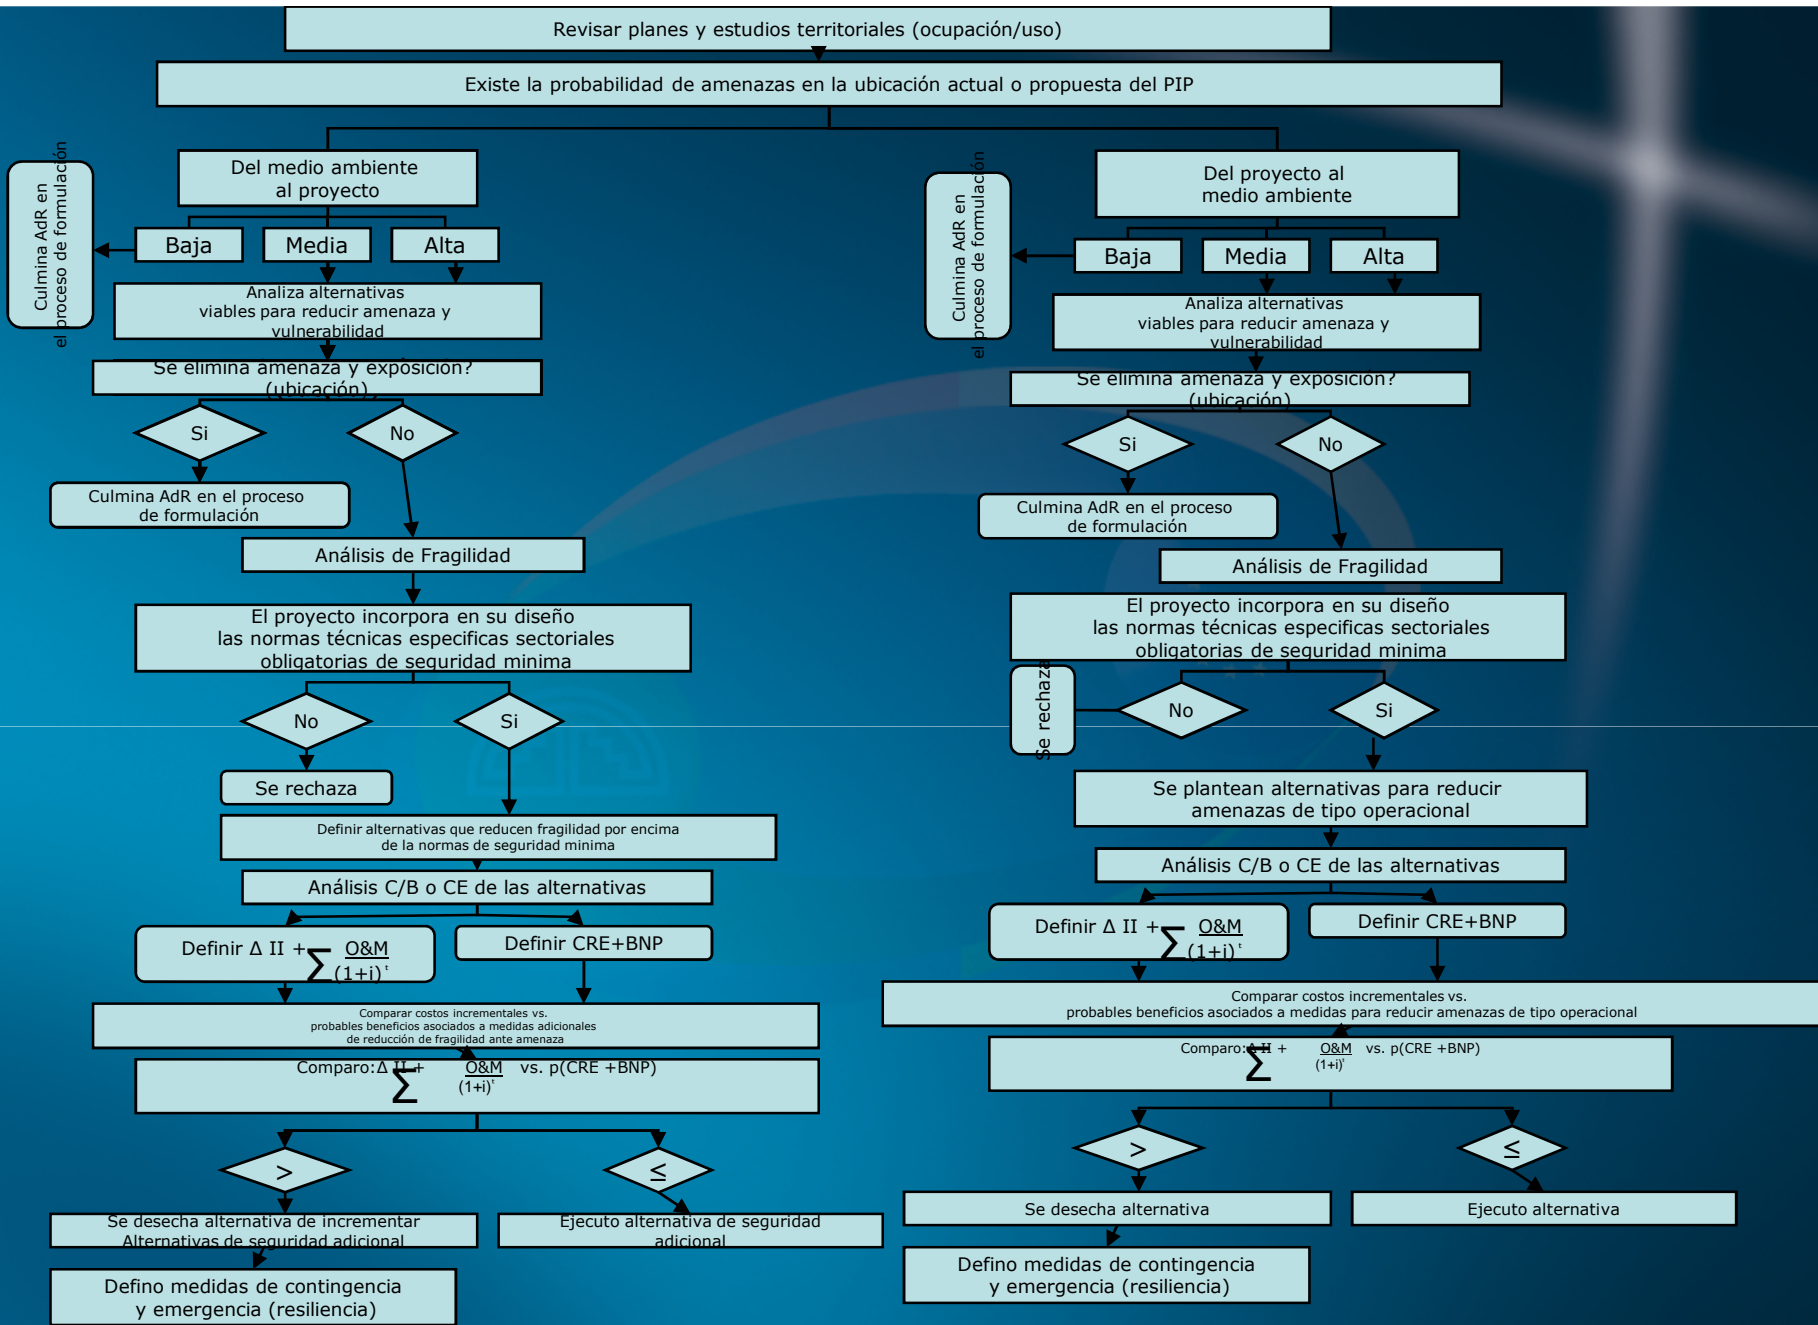 Revisar planes y estudios territoriales (ocupación/uso)
Existe la probabilidad de amenazas en la ubicación actual o propuesta del PIP
Del medio ambiente
al proyecto
Culmina AdR en
el proceso de formulación
Baja
Media
Alta
Analiza alternativas
viables para reducir amenaza y
vulnerabilidad
Se elimina amenaza y exposición?
(ubicación)
Si
No
Culmina AdR en el proceso
de formulación
Análisis de Fragilidad
El proyecto incorpora en su diseño
las normas técnicas especificas sectoriales
obligatorias de seguridad minima
No
Si
Se rechaza
Definir alternativas que reducen fragilidad por encima
de la normas de seguridad minima
Análisis C/B o CE de las alternativas
Definir Δ II + ∑ O&M
(1+i)t
Definir CRE+BNP
Comparar costos incrementales vs.
probables beneficios asociados a medidas adicionales
de reducción de fragilidad ante amenaza
Comparo:Δ II + ∑ O&M vs. p(CRE +BNP)
(1+i)t
>
≤
Se desecha alternativa de incrementar
Alternativas de seguridad adicional
Ejecuto alternativa de seguridad
adicional
Defino medidas de contingencia
y emergencia (resiliencia)
Del proyecto al
medio ambiente
Culmina AdR en
el proceso de formulación
Baja
Media
Alta
Analiza alternativas
viables para reducir amenaza y
vulnerabilidad
Se elimina amenaza y exposición?
(ubicación)
Si
No
Culmina AdR en el proceso
de formulación
Análisis de Fragilidad
El proyecto incorpora en su diseño
las normas técnicas especificas sectoriales
obligatorias de seguridad minima
Se rechaza
No
Si
Se plantean alternativas para reducir
amenazas de tipo operacional
Análisis C/B o CE de las alternativas
Definir Δ II + ∑ O&M
(1+i)t
Definir CRE+BNP
Comparar costos incrementales vs.
probables beneficios asociados a medidas para reducir amenazas de tipo operacional
Comparo:Δ II + ∑ O&M vs. p(CRE +BNP)
(1+i)t
>
≤
Se desecha alternativa
Ejecuto alternativa
Defino medidas de contingencia
y emergencia (resiliencia)